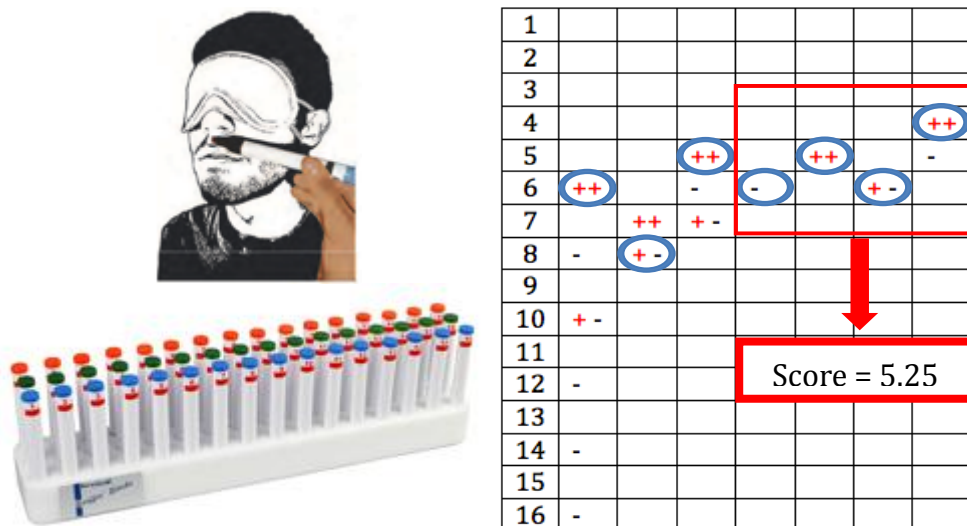 1
2
3
4 ++
5 ++ ++ -
6 ++ - - + -
7 ++ + -
8 - + -
9
10 + -
11
Score = 5.25
12 -
13
14 -
15
16 -